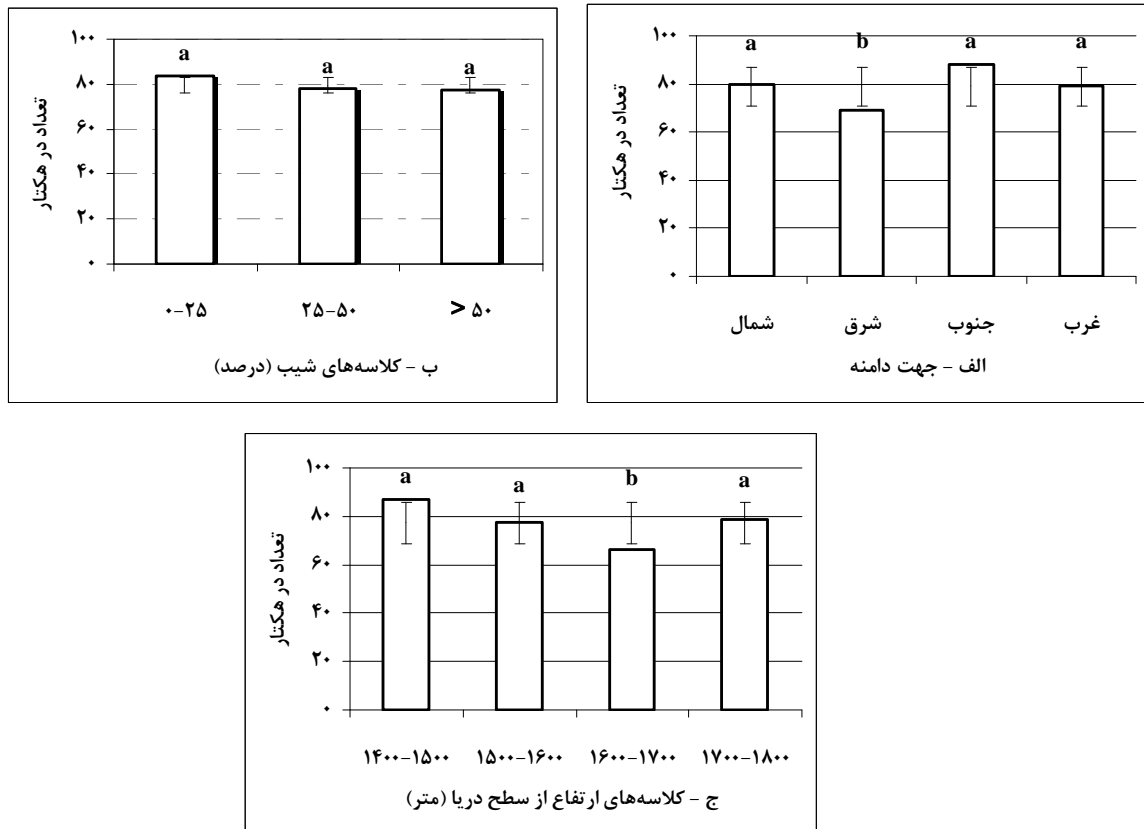 ۱۰۰
۸۰
۶۰
۴۰
۲۰
۰
تعداد در هکتار
a b a a
شمال شرق جنوب غرب
الف - جهت دامنه
۱۰۰
۸۰
۶۰
۴۰
۲۰
۰
تعداد در هکتار
a a a
۰-۲۵ ۲۵-۵۰ > ۵۰
ب - کلاسه‌های شیب (درصد)
۱۰۰
۸۰
۶۰
۴۰
۲۰
۰
تعداد در هکتار
a a b a
۱۴۰۰-۱۵۰۰ ۱۵۰۰-۱۶۰۰ ۱۶۰۰-۱۷۰۰ ۱۷۰۰-۱۸۰۰
ج - کلاسه‌های ارتفاع از سطح دریا (متر)